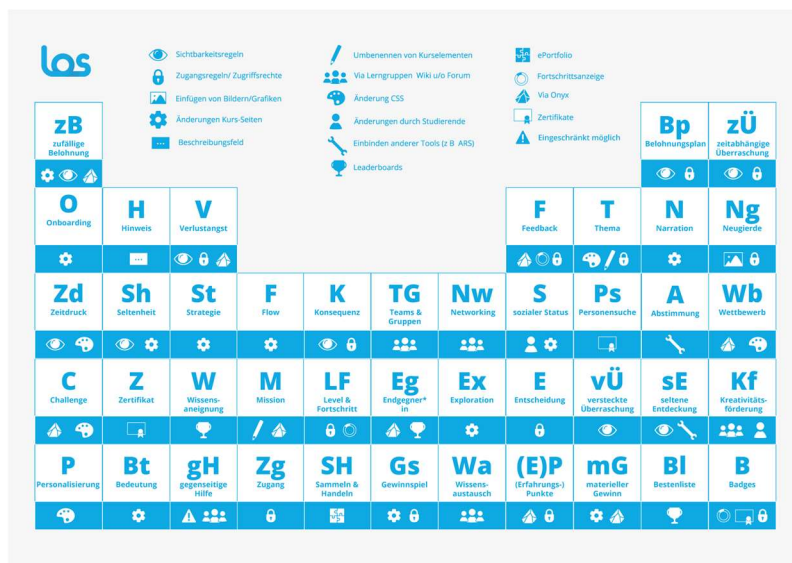 los
Sichtbarkeitsregeln
Zugangsregeln/ Zugriffsrechte
Einfügen von Bildern/Grafiken
Änderungen Kurs-Seiten
Beschreibungsfeld
Umbenennen von Kurselementen
Via Lerngruppen Wiki u/o Forum
Änderung CSS
Änderungen durch Studierende
Einbinden anderer Tools (z B ARS)
Leaderboards
ePortfolio
Fortschrittsanzeige
Via Onyx
Zertifikate
Eingeschränkt möglich
zB
zufällige
Belohnung
Bp
Belohnungsplan
zÜ
zeitabhängige
Überraschung
O
Onboarding
H
Hinweis
V
Verlustangst
F
Feedback
T
Thema
N
Narration
Ng
Neugierde
Zd
Zeitdruck
Sh
Seltenheit
St
Strategie
F
Flow
K
Konsequenz
TG
Teams &
Gruppen
Nw
Networking
S
sozialer Status
Ps
Personensuche
A
Abstimmung
Wb
Wettbewerb
C
Challenge
Z
Zertifikat
W
Wissens-
aneignung
M
Mission
LF
Level &
Fortschritt
Eg
Endgegner*
in
Ex
Exploration
E
Entscheidung
vÜ
versteckte
Überraschung
sE
seltene
Entdeckung
Kf
Kreativitäts-
förderung
P
Personalisierung
Bt
Bedeutung
gH
gegenseitige
Hilfe
Zg
Zugang
SH
Sammeln &
Handeln
Gs
Gewinnspiel
Wa
Wissens-
austausch
(E)P
(Erfahrungs-)
Punkte
mG
materieller
Gewinn
Bl
Bestenliste
B
Badges